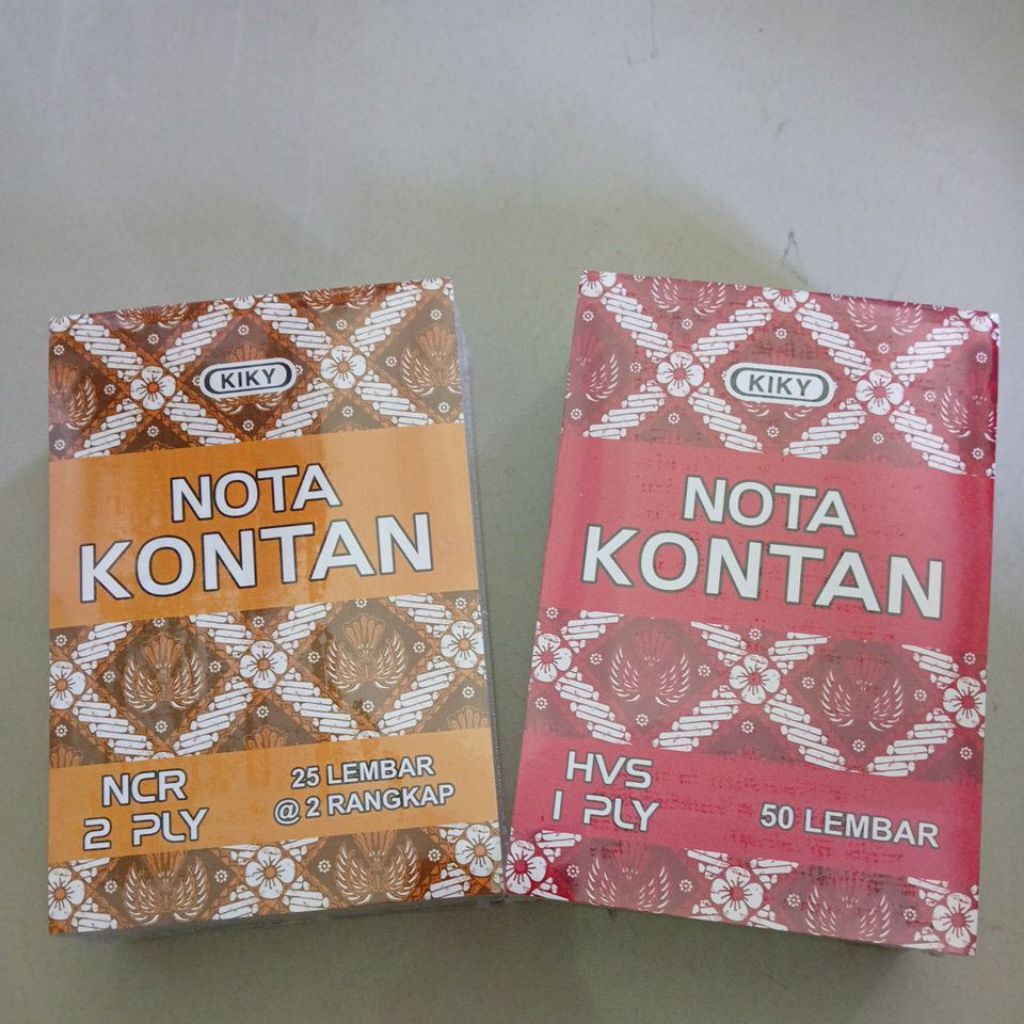 KIKY
NOTA
KONTAN
NCR
2 PLY
25 LEMBAR
@ 2 RANGKAP
KIKY
NOTA
KONTAN
HVS
1 PLY
50 LEMBAR